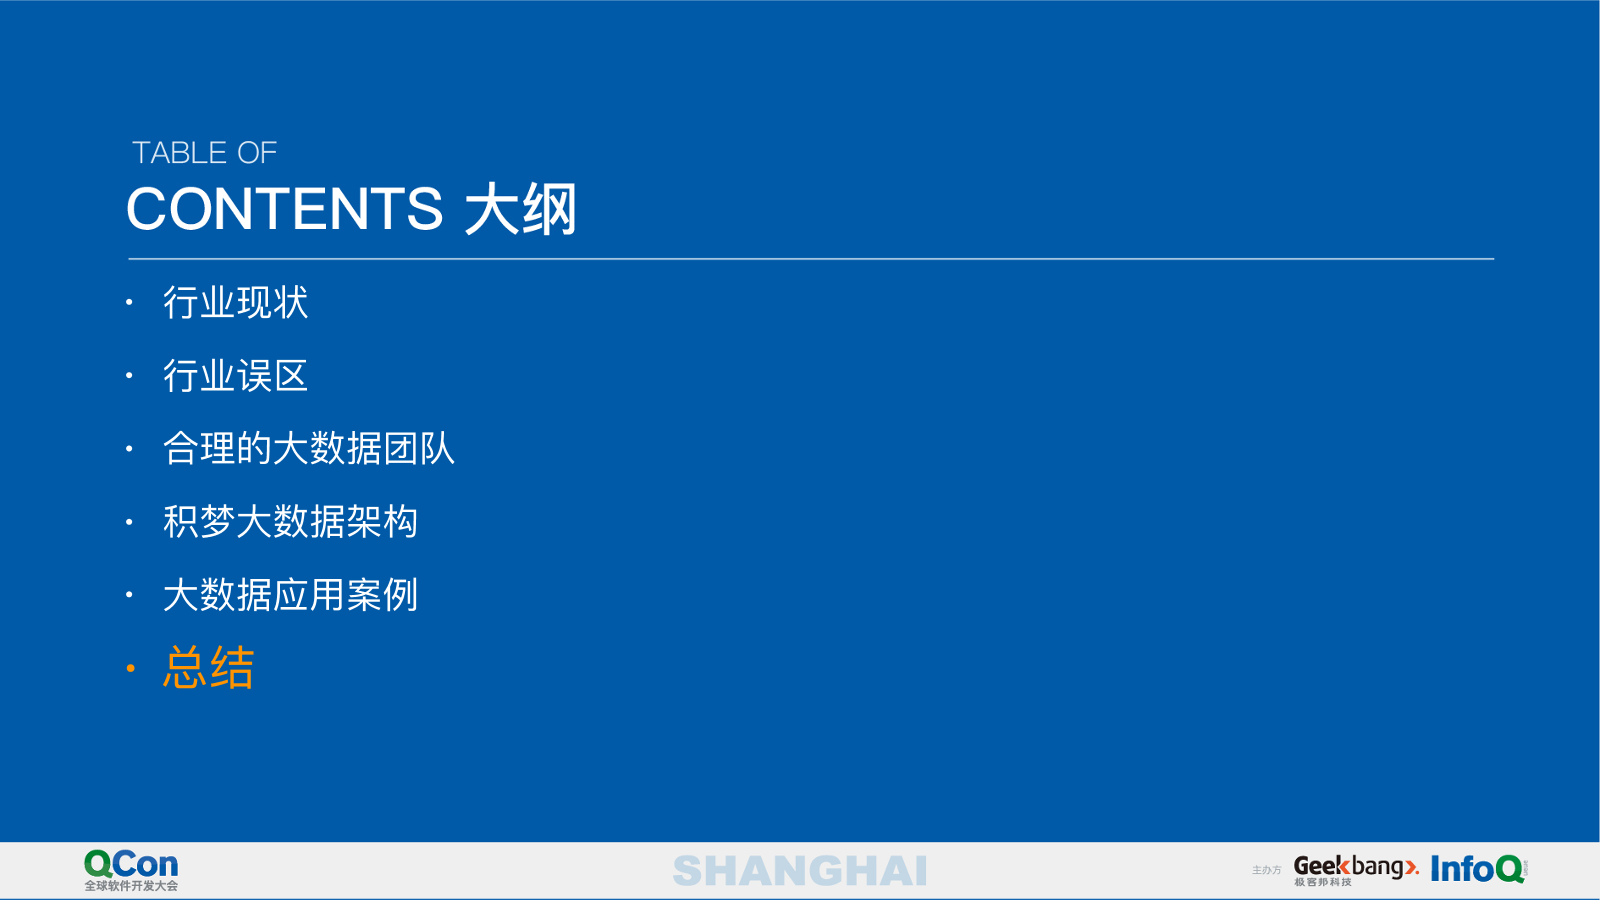 TABLE OF
CONTENTS 大纲
• 行业现状
• 行业误区
• 合理的大数据团队
• 积梦大数据架构
• 大数据应用案例
• 总结
QCon
全球软件开发大会
SHANGHAI
主办方
Geekbang>.
极客邦科技
InfoQ